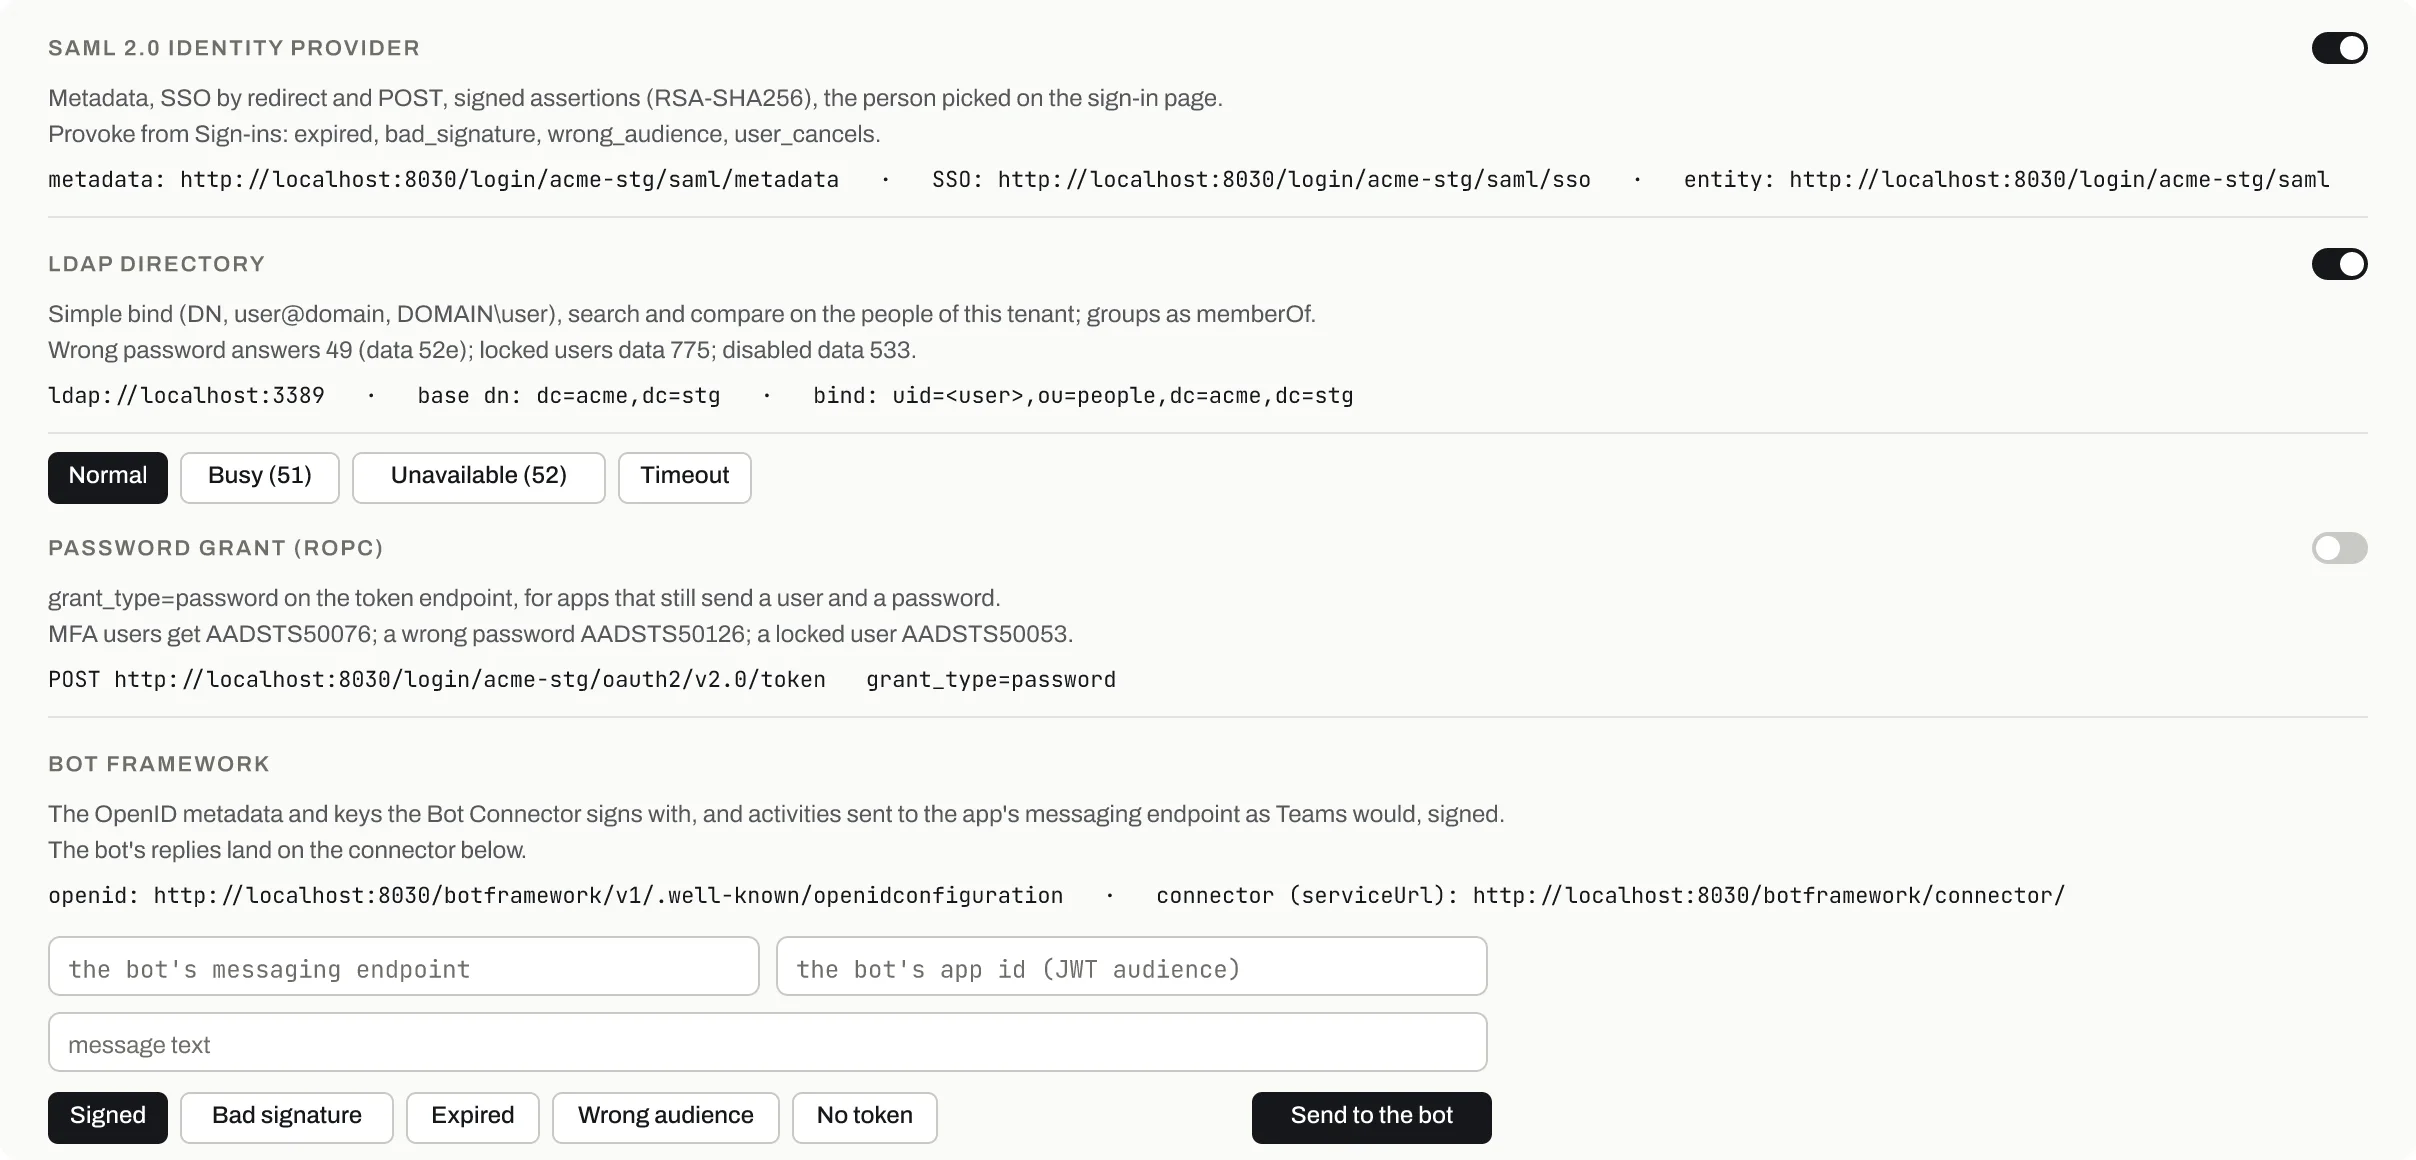 SAML 2.0 IDENTITY PROVIDER
Metadata, SSO by redirect and POST, signed assertions (RSA-SHA256), the person picked on the sign-in page.
Provoke from Sign-ins: expired, bad_signature, wrong_audience, user_cancels.
metadata: http://localhost:8030/login/acme-stg/saml/metadata · SSO: http://localhost:8030/login/acme-stg/saml/sso · entity: http://localhost:8030/login/acme-stg/saml
LDAP DIRECTORY
Simple bind (DN, user@domain, DOMAIN\user), search and compare on the people of this tenant; groups as memberOf.
Wrong password answers 49 (data 52e); locked users data 775; disabled data 533.
ldap://localhost:3389 · base dn: dc=acme,dc=stg · bind: uid=<user>,ou=people,dc=acme,dc=stg
Normal Busy (51) Unavailable (52) Timeout
PASSWORD GRANT (ROPC)
grant_type=password on the token endpoint, for apps that still send a user and a password.
MFA users get AADSTS50076; a wrong password AADSTS50126; a locked user AADSTS50053.
POST http://localhost:8030/login/acme-stg/oauth2/v2.0/token grant_type=password
BOT FRAMEWORK
The OpenID metadata and keys the Bot Connector signs with, and activities sent to the app's messaging endpoint as Teams would, signed.
The bot's replies land on the connector below.
openid: http://localhost:8030/botframework/v1/.well-known/openidconfiguration · connector (serviceUrl): http://localhost:8030/botframework/connector/
the bot's messaging endpoint the bot's app id (JWT audience)
message text
Signed Bad signature Expired Wrong audience No token Send to the bot